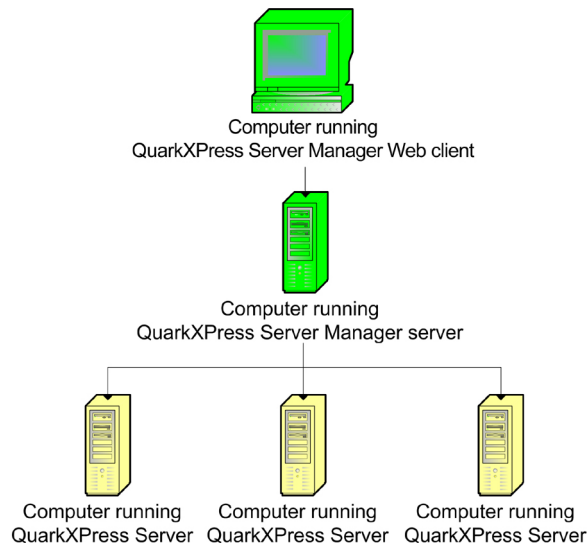 Computer running
QuarkXPress Server Manager Web client
Computer running
QuarkXPress Server Manager server
Computer running
QuarkXPress Server
Computer running
QuarkXPress Server
Computer running
QuarkXPress Server